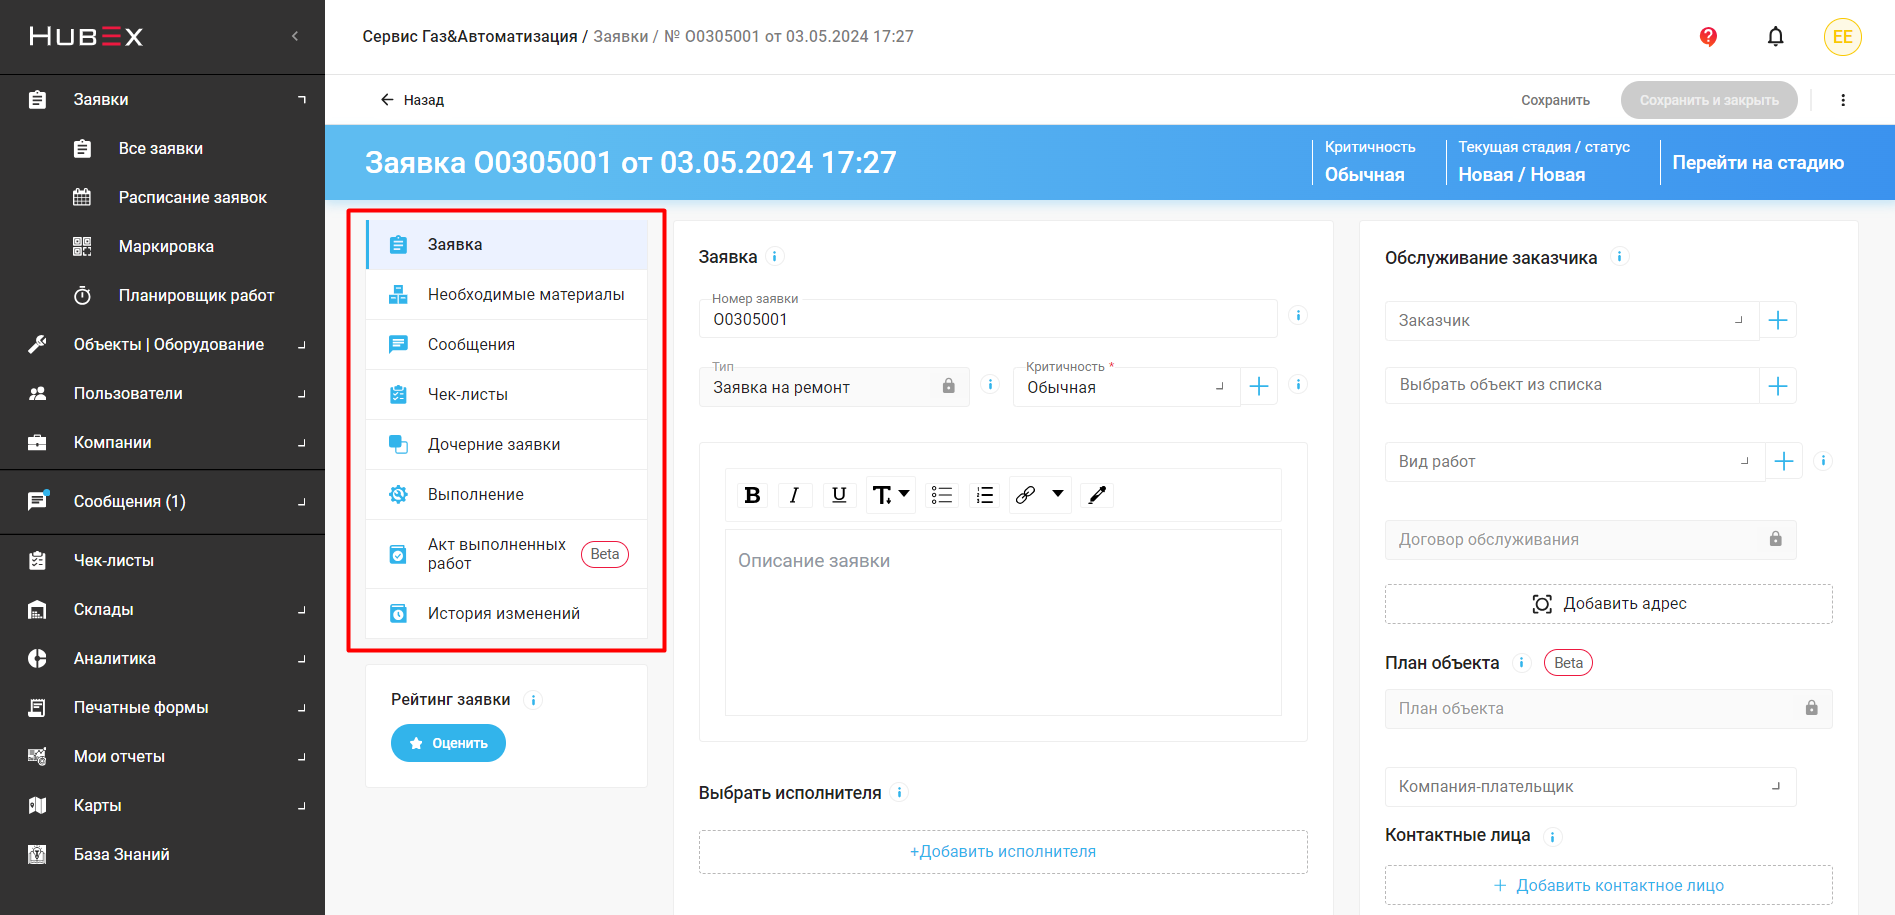 HUBEX
Заявки
Все заявки
Расписание заявок
Маркировка
Планировщик работ
Объекты | Оборудование
Пользователи
Компании
Сообщения (1)
Чек-листы
Склады
Аналитика
Печатные формы
Мои отчеты
Карты
База Знаний
Сервис Газ&Автоматизация / Заявки / № О0305001 от 03.05.2024 17:27
EE
Назад
Сохранить
Сохранить и закрыть
Заявка О0305001 от 03.05.2024 17:27
Критичность
Обычная
Текущая стадия / статус
Новая / Новая
Перейти на стадию
Заявка
Необходимые материалы
Сообщения
Чек-листы
Дочерние заявки
Выполнение
Акт выполненных
работ
Beta
История изменений
Рейтинг заявки
Оценить
Заявка
Номер заявки
О0305001
Тип
Заявка на ремонт
Критичность *
Обычная
Описание заявки
Выбрать исполнителя
+Добавить исполнителя
Обслуживание заказчика
Заказчик
Выбрать объект из списка
Вид работ
Договор обслуживания
Добавить адрес
План объекта
Beta
План объекта
Компания-плательщик
Контактные лица
+ Добавить контактное лицо